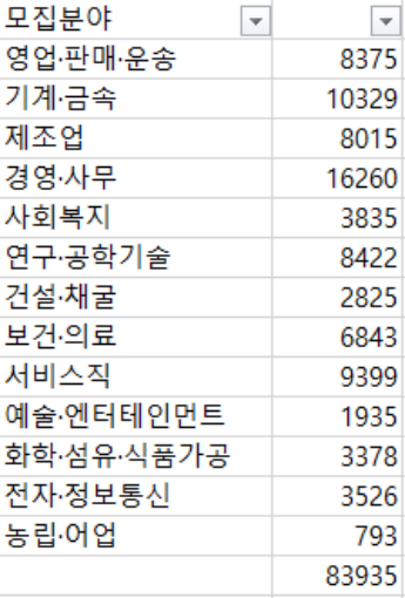 모집분야
영업·판매·운송 8375
기계·금속 10329
제조업 8015
경영·사무 16260
사회복지 3835
연구·공학기술 8422
건설·채굴 2825
보건·의료 6843
서비스직 9399
예술·엔터테인먼트 1935
화학·섬유·식품가공 3378
전자·정보통신 3526
농립·어업 793
83935